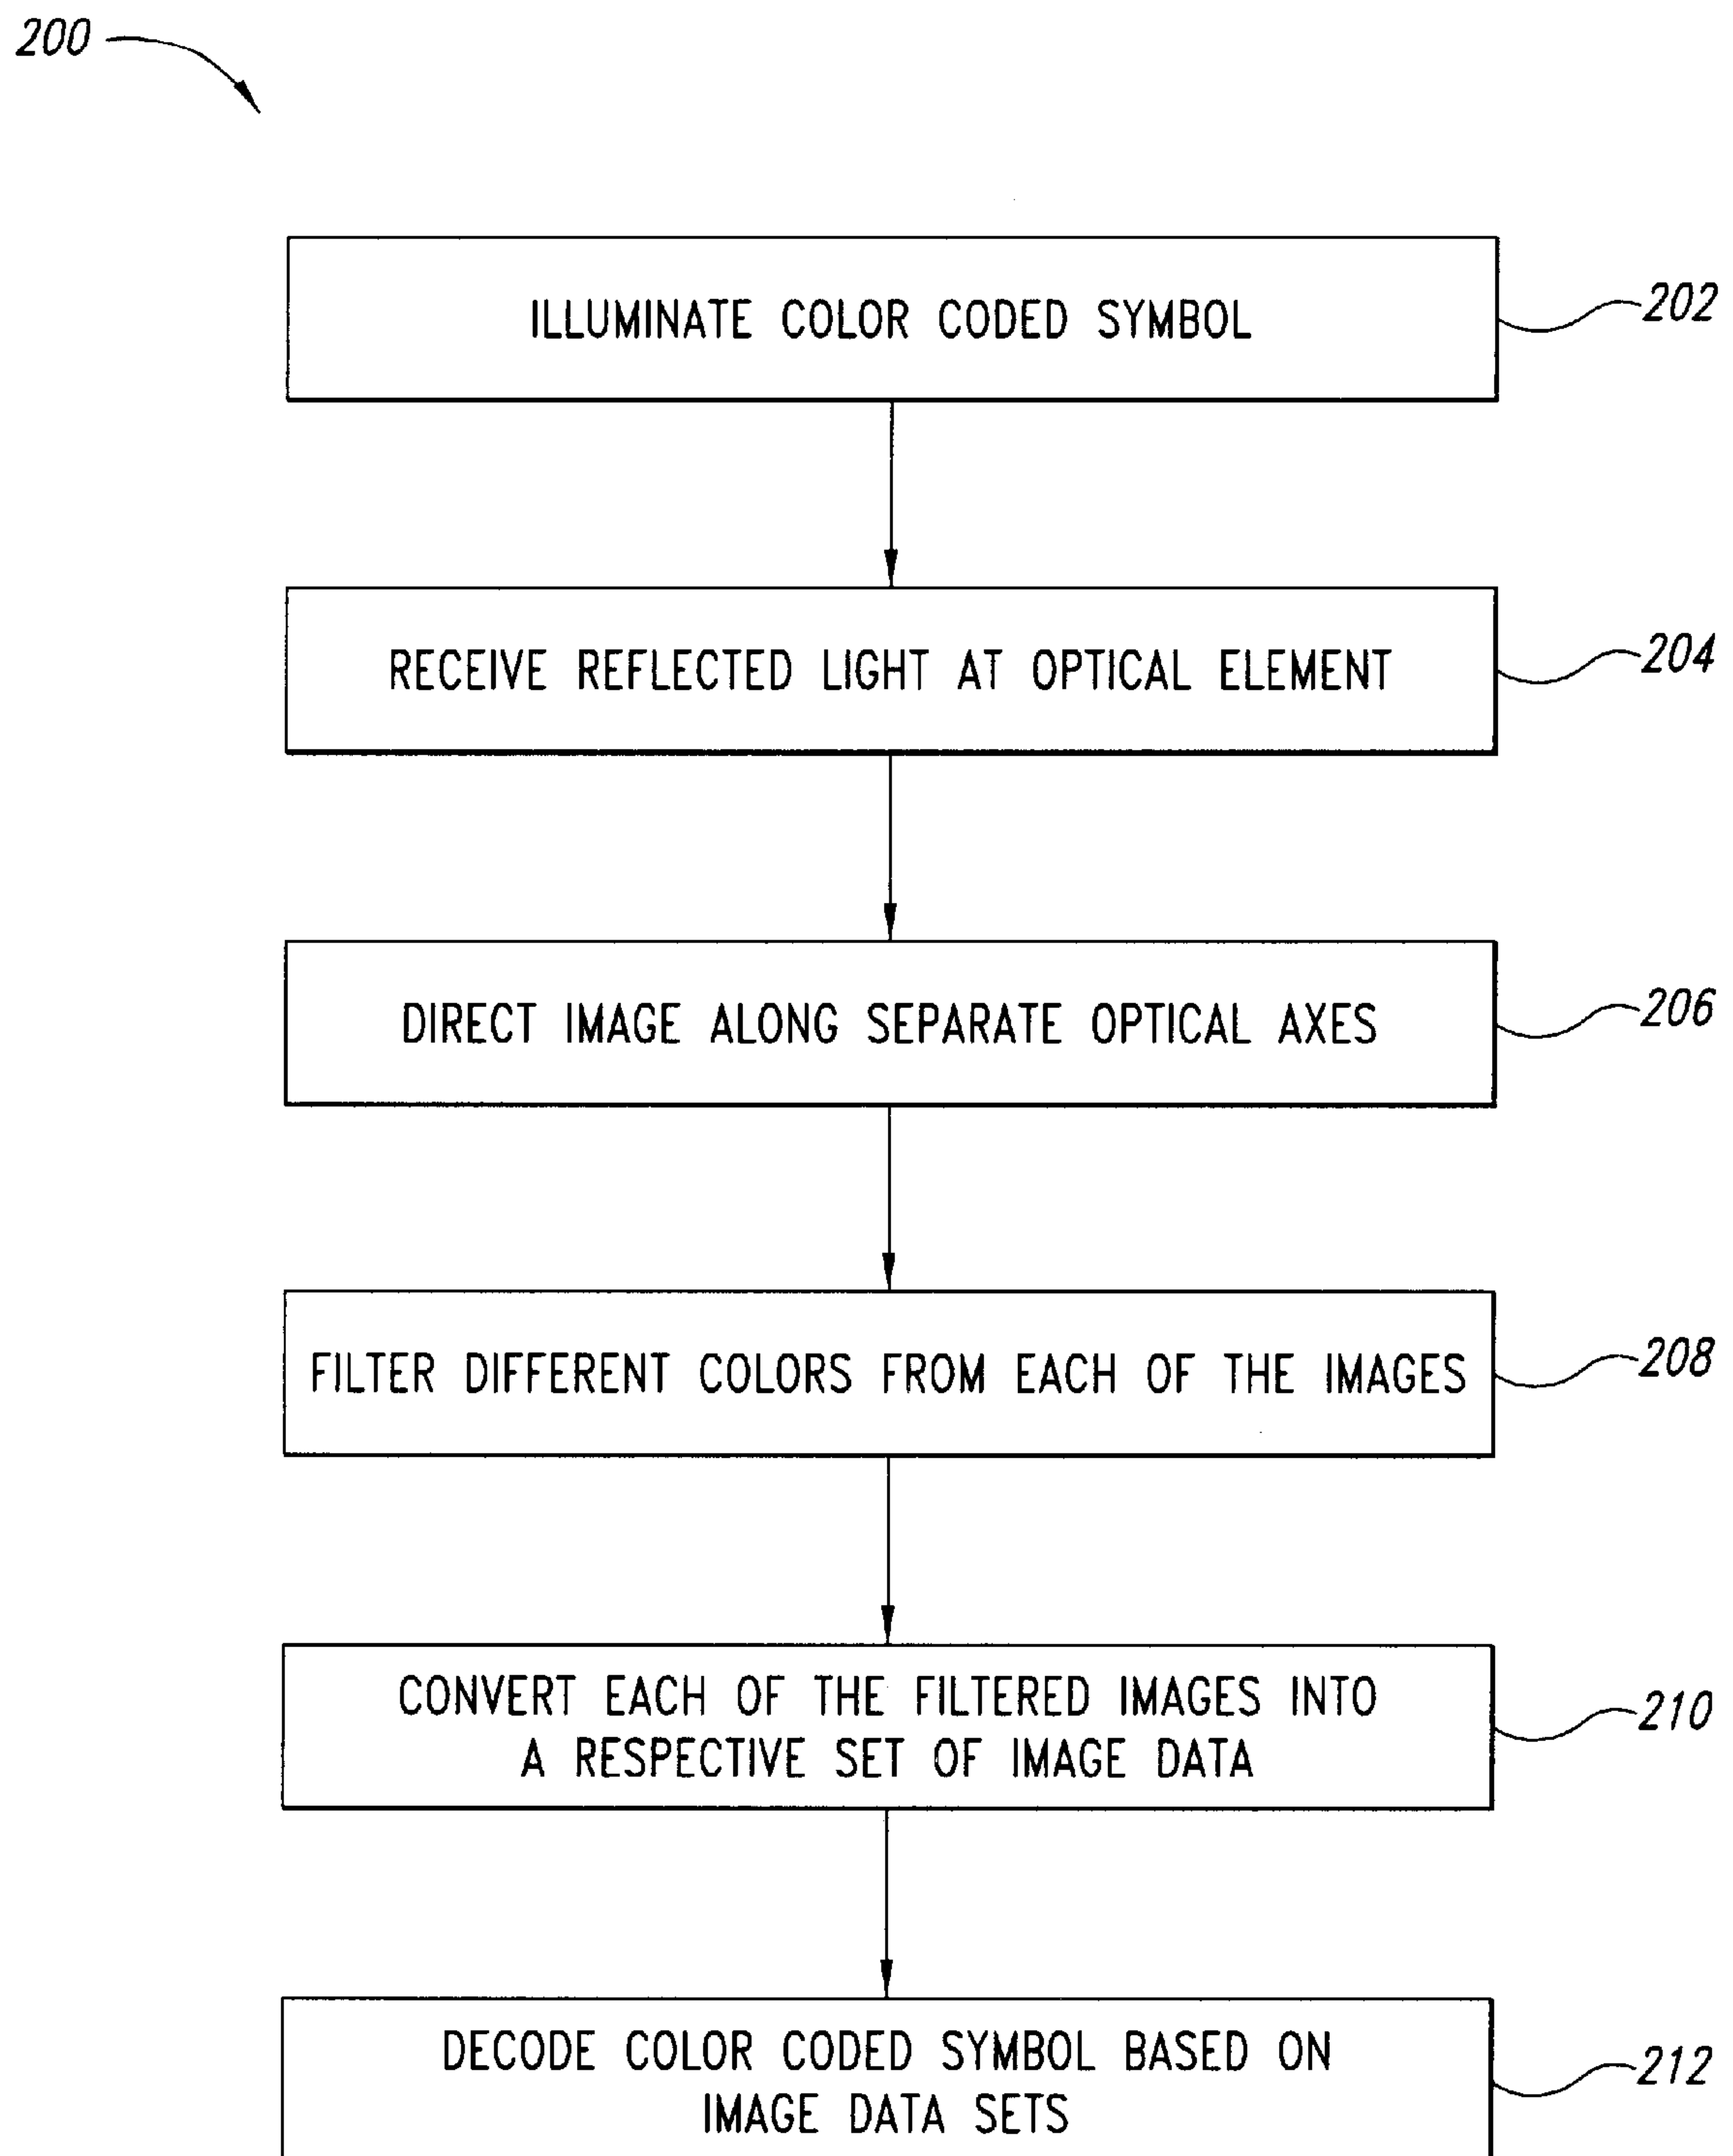 200
ILLUMINATE COLOR CODED SYMBOL
202
RECEIVE REFLECTED LIGHT AT OPTICAL ELEMENT
204
DIRECT IMAGE ALONG SEPARATE OPTICAL AXES
206
FILTER DIFFERENT COLORS FROM EACH OF THE IMAGES
208
CONVERT EACH OF THE FILTERED IMAGES INTO
A RESPECTIVE SET OF IMAGE DATA
210
DECODE COLOR CODED SYMBOL BASED ON
IMAGE DATA SETS
212